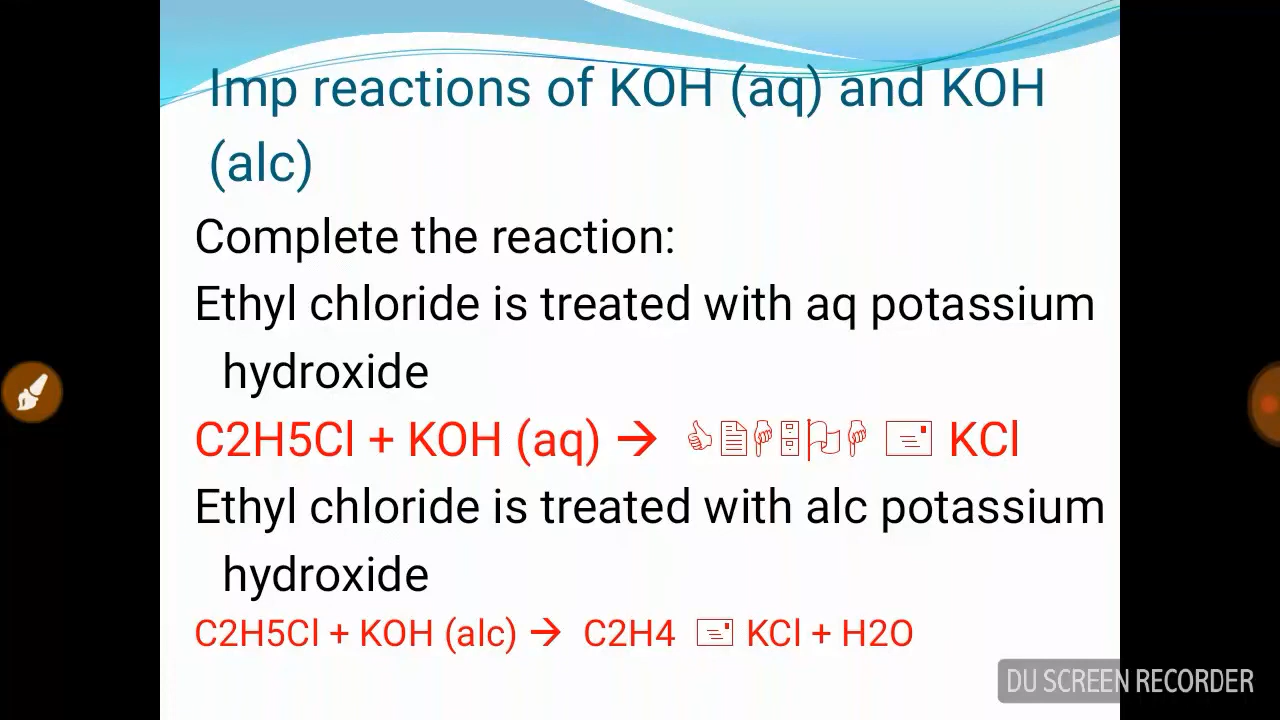 Imp reactions of KOH (aq) and KOH
(alc)
Complete the reaction:
Ethyl chloride is treated with aq potassium
hydroxide
C2H5Cl + KOH (aq) → 👍🗎☟🗄🏱☟ 🖃 KCl
Ethyl chloride is treated with alc potassium
hydroxide
C2H5Cl + KOH (alc) → C2H4 🖃 KCl + H2O
DU SCREEN RECORDER